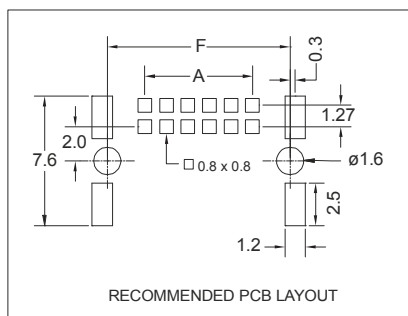 F
0.3
A
1.27
2.0
7.6
□ 0.8 x 0.8
ø1.6
2.5
1.2
RECOMMENDED PCB LAYOUT